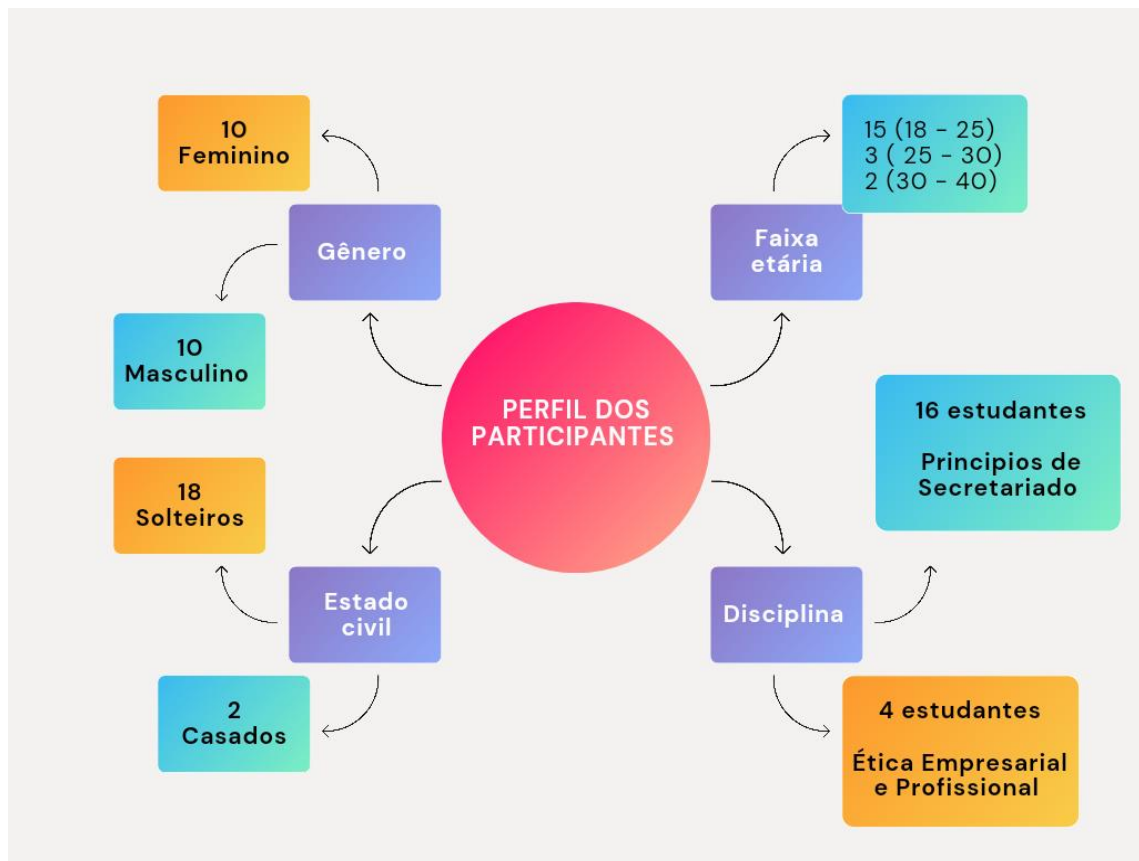 PERFIL DOS
PARTICIPANTES
Gênero
10
Feminino
10
Masculino
Faixa
etária
15 (18 - 25)
3 ( 25 - 30)
2 (30 - 40)
Estado
civil
18
Solteiros
2
Casados
Disciplina
16 estudantes
Principios de
Secretariado
4 estudantes
Ética Empresarial
e Profissional